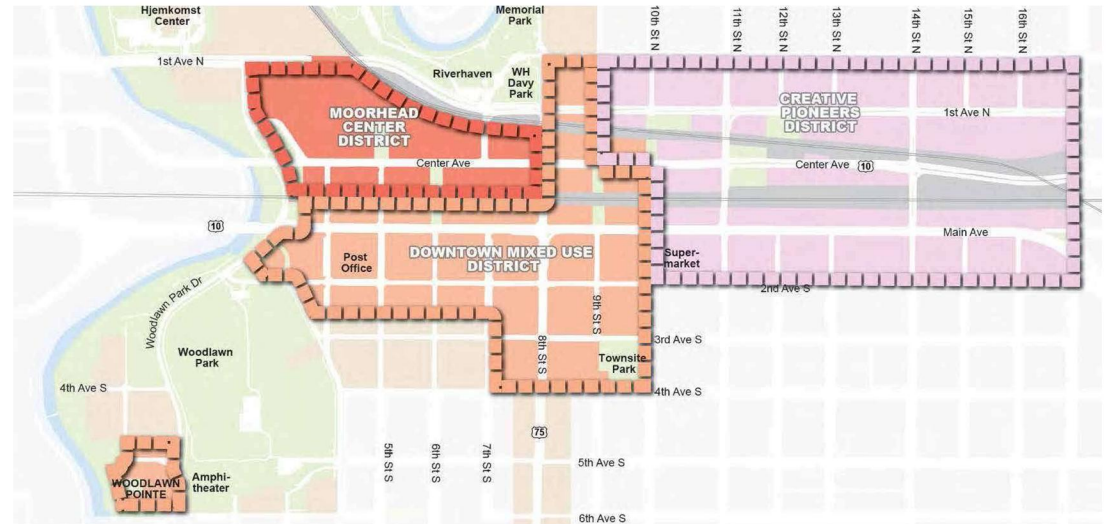 Hjemkomst
Center
Memorial
Park
10th St N
11th St N
12th St N
13th St N
14th St N
15th St N
16th St N
1st Ave N
Riverhaven
WH
Davy
Park
MOORHEAD
CENTER
DISTRICT
CREATIVE
PIONEERS
DISTRICT
1st Ave N
Center Ave
Center Ave
10
10
Main Ave
Post
Office
DOWNTOWN MIXED USE
DISTRICT
Super-
market
2nd Ave S
Woodlawn Park Dr
9th St S
8th St S
Woodlawn
Park
3rd Ave S
Townsite
Park
4th Ave S
4th Ave S
75
5th St S
6th St S
7th St S
5th Ave S
WOODLAWN
POINTE
Amphi-
theater
6th Ave S